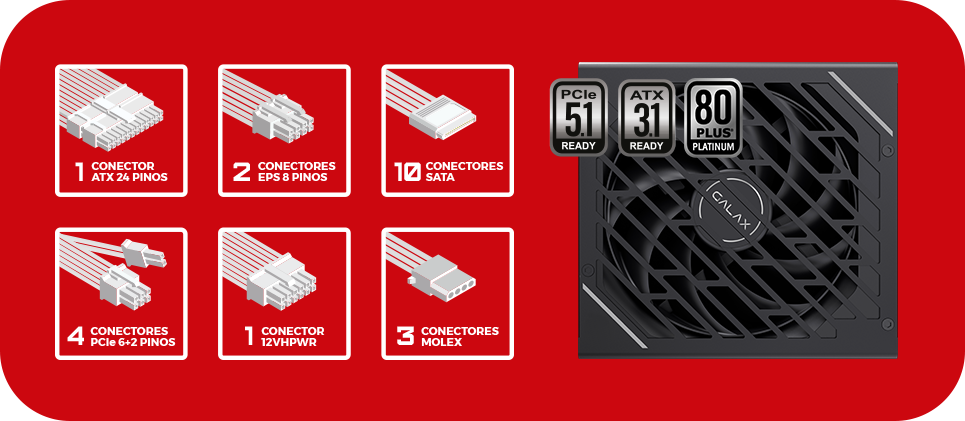 1 CONECTOR
ATX 24 PINOS
2 CONECTORES
EPS 8 PINOS
10 CONECTORES
SATA
4 CONECTORES
PCIe 6+2 PINOS
1 CONECTOR
12VHPWR
3 CONECTORES
MOLEX
PCIe
5.1
READY
ATX
3.1
READY
80
PLUS®
PLATINUM
GALAX